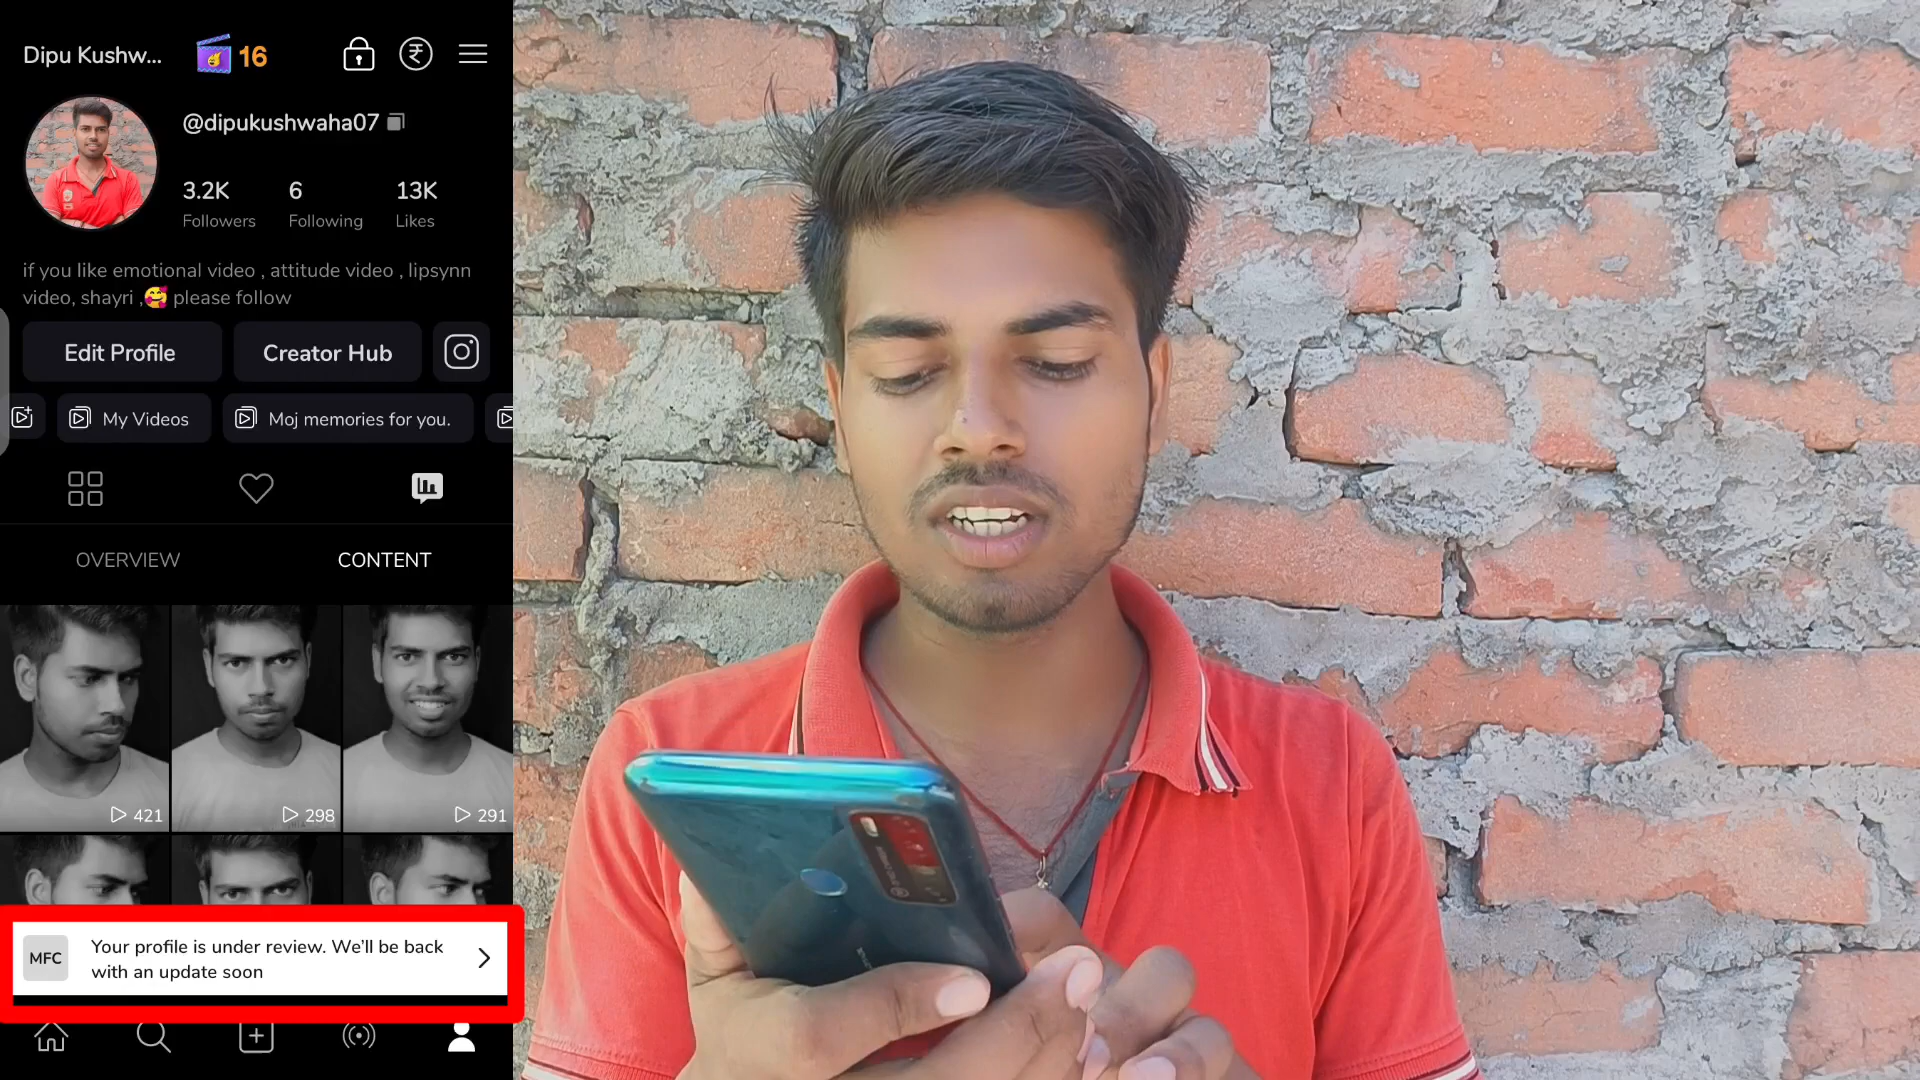 Dipu Kushw...
16
@dipukushwaha07
3.2K
6
13K
Followers
Following
Likes
if you like emotional video , attitude video , lipsynn
video, shayri ,🥰 please follow
Edit Profile
Creator Hub
My Videos
Moj memories for you.
OVERVIEW
CONTENT
421
298
291
MFC
Your profile is under review. We'll be back
with an update soon